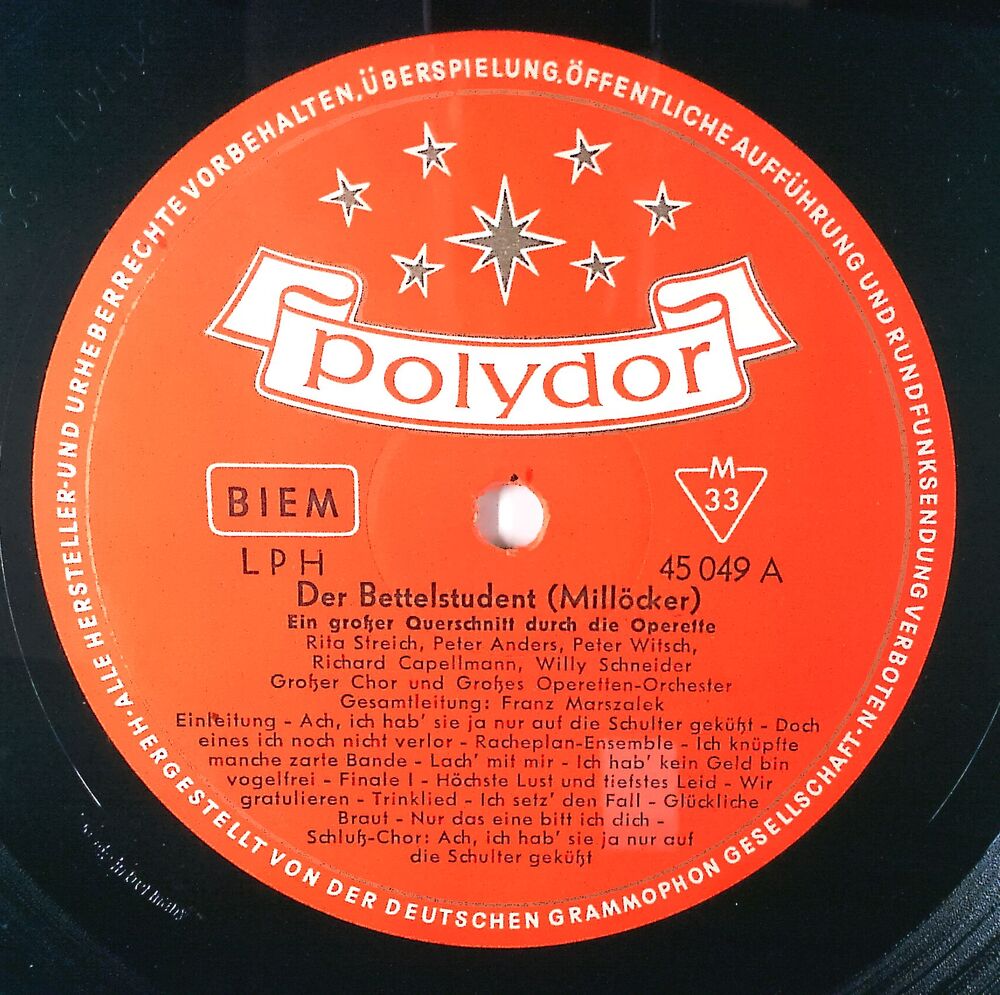 ALLE HERSTELLER- UND URHEBERRECHTE VORBEHALTEN, ÜBERSPIELUNG, ÖFFENTLICHE AUFFÜHRUNG UND RUNDFUNKSENDUNG VERBOTEN · HERGESTELLT VON DER DEUTSCHEN GRAMMOPHON GESELLSCHAFT · M ·
polydor
BIEM
M
33
LPH
45 049 A
Der Bettelstudent (Millöcker)
Ein großer Querschnitt durch die Operette
Rita Streich, Peter Anders, Peter Witsch,
Richard Capellmann, Willy Schneider
Großer Chor und Großes Operetten-Orchester
Gesamtleitung: Franz Marszalek
Einleitung - Ach, ich hab' sie ja nur auf die Schulter geküßt - Doch
eines ich noch nicht verlor - Racheplan-Ensemble - Ich knüpfte
manche zarte Bande - Lach' mit mir - Ich hab' kein Geld bin
vogelfrei - Finale I - Höchste Lust und tiefstes Leid - Wir
gratulieren - Trinklied - Ich setz' den Fall - Glückliche
Braut - Nur das eine bitt ich dich -
Schluß-Chor: Ach, ich hab' sie ja nur auf
die Schulter geküßt